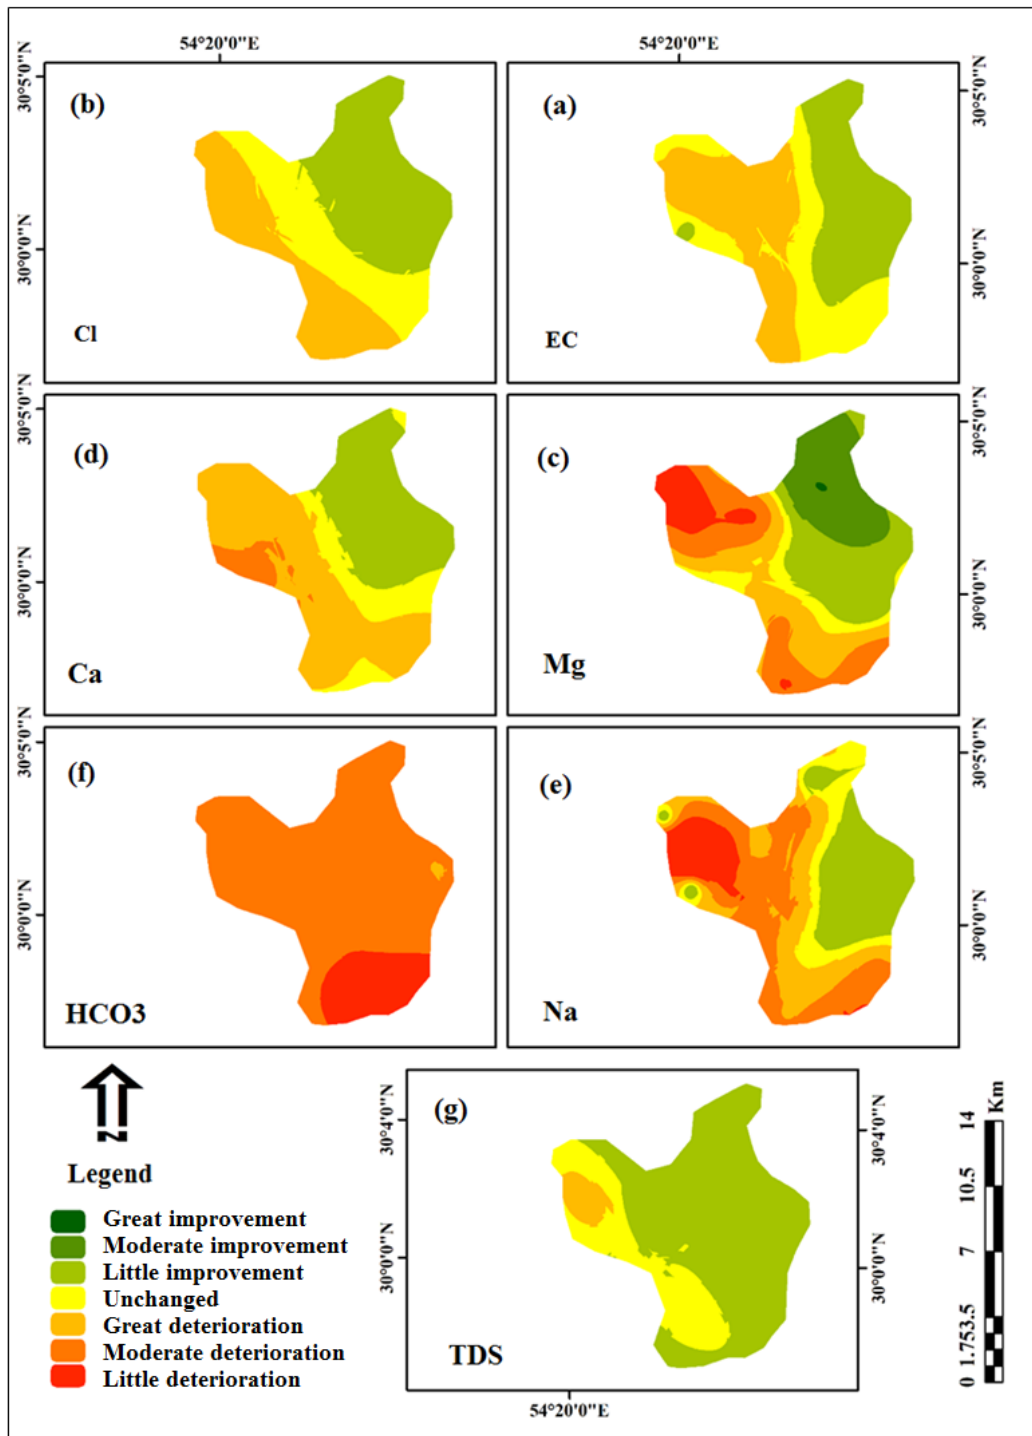 54°20'0"E
54°20'0"E
30°5'0"N
(b)
30°0'0"N
Cl
(a)
30°5'0"N
30°0'0"N
EC
30°5'0"N
(d)
30°0'0"N
Ca
(c)
30°5'0"N
30°0'0"N
Mg
30°5'0"N
(f)
30°0'0"N
HCO3
(e)
30°5'0"N
30°0'0"N
Na
30°4'0"N
(g)
30°0'0"N
TDS
30°4'0"N
30°0'0"N
54°20'0"E
N
Legend
Great improvement
Moderate improvement
Little improvement
Unchanged
Great deterioration
Moderate deterioration
Little deterioration
0 1.753.5 7 10.5 14
Km